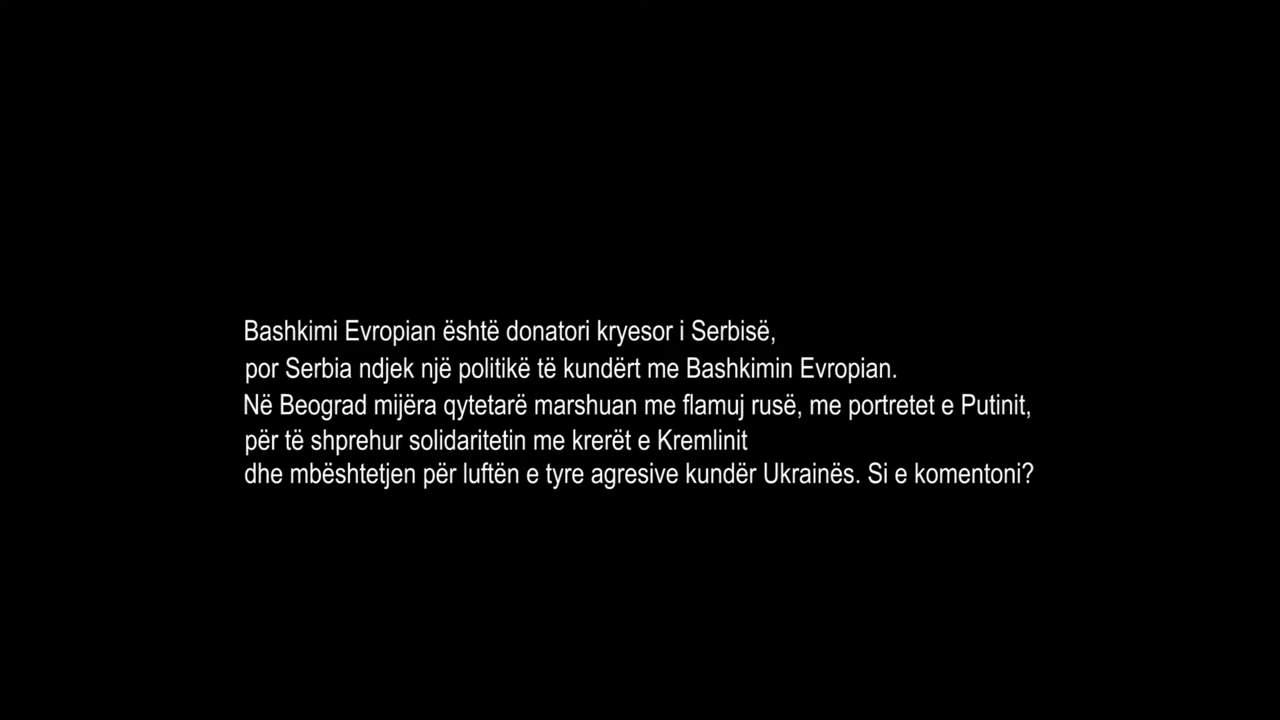 Bashkimi Evropian është donatori kryesor i Serbisë,
por Serbia ndjek një politikë të kundërt me Bashkimin Evropian.
Në Beograd mijëra qytetarë marshuan me flamuj rusë, me portretet e Putinit,
për të shprehur solidaritetin me krerët e Kremlinit
dhe mbështetjen për luftën e tyre agresive kundër Ukrainës. Si e komentoni?